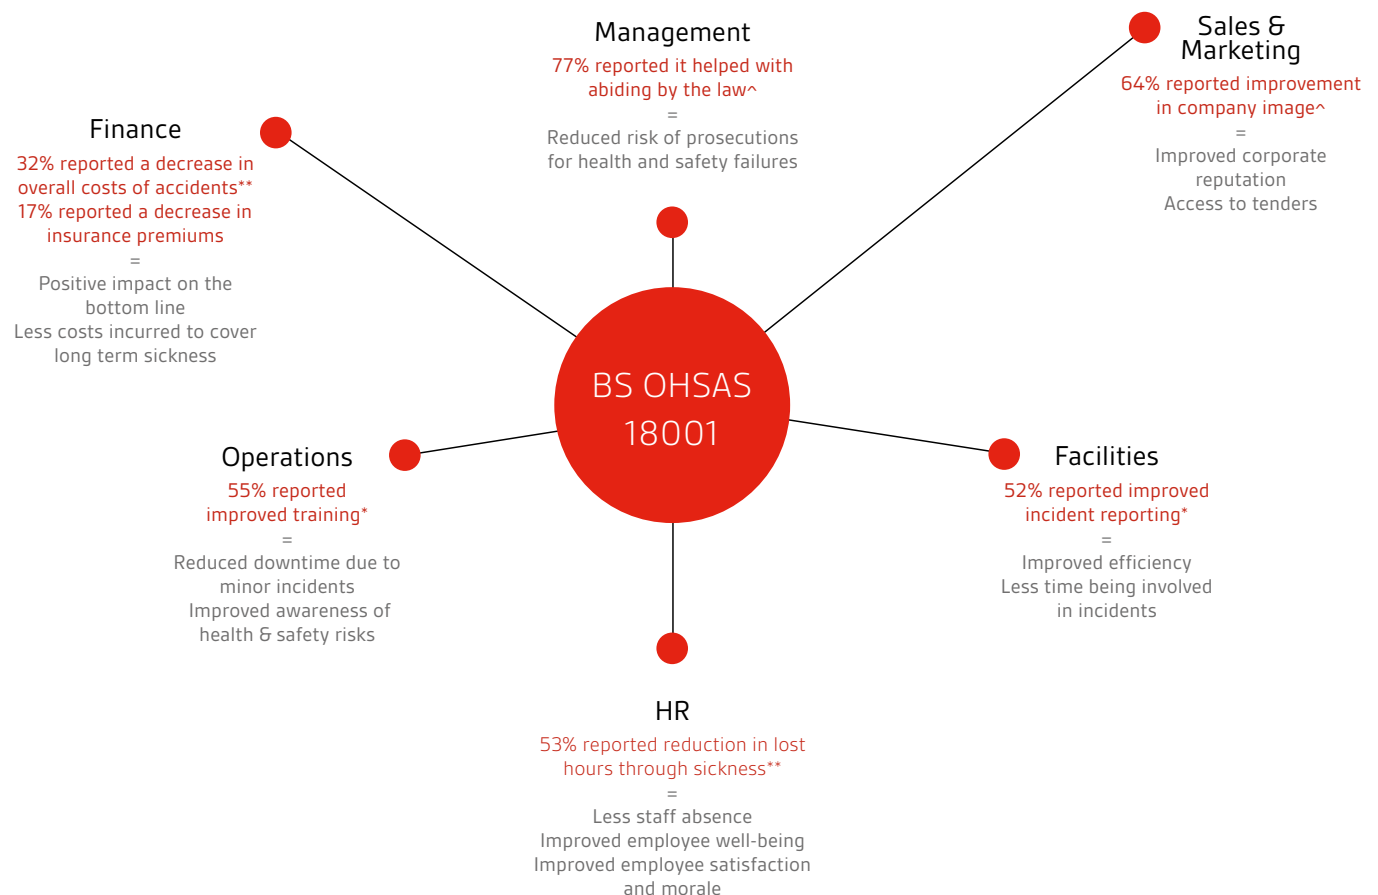 Management
77% reported it helped with
abiding by the law^
=
Reduced risk of prosecutions
for health and safety failures
Sales &
Marketing
64% reported improvement
in company image^
=
Improved corporate
reputation
Access to tenders
Finance
32% reported a decrease in
overall costs of accidents**
17% reported a decrease in
insurance premiums
=
Positive impact on the
bottom line
Less costs incurred to cover
long term sickness
BS OHSAS
18001
Operations
55% reported
improved training*
=
Reduced downtime due to
minor incidents
Improved awareness of
health & safety risks
Facilities
52% reported improved
incident reporting*
=
Improved efficiency
Less time being involved
in incidents
HR
53% reported reduction in lost
hours through sickness**
=
Less staff absence
Improved employee well-being
Improved employee satisfaction
and morale